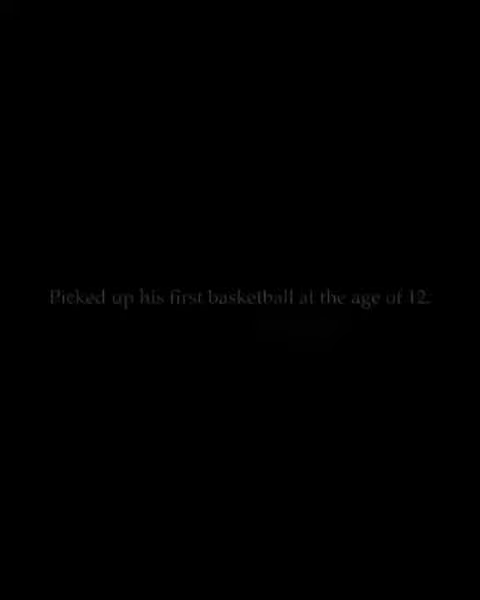 Picked up his first basketball at the age of 12.